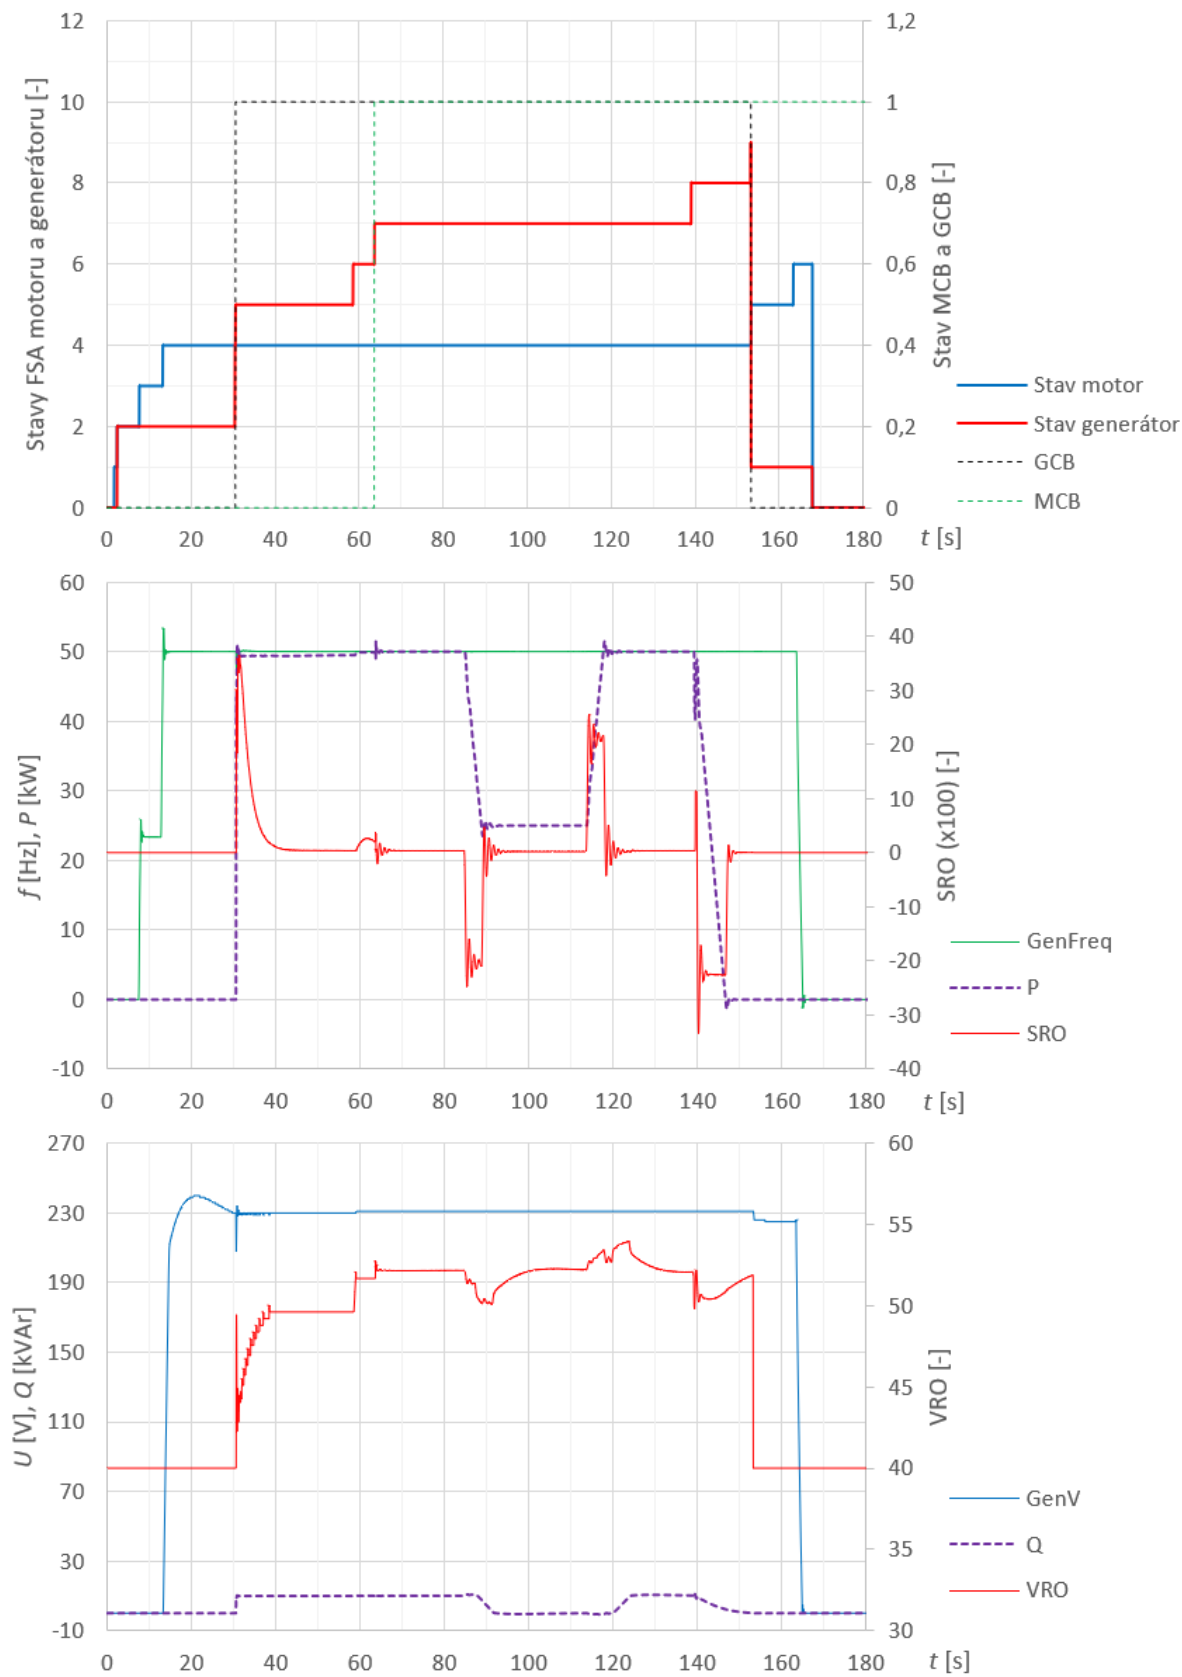 Stavy FSA motoru a generátoru [-]
12
10
8
6
4
2
0
1,2
1
0,8
0,6
0,4
0,2
0
Stav MCB a GCB [-]
Stav motor
Stav generátor
GCB
MCB
0 20 40 60 80 100 120 140 160 180 t [s]
f [Hz], P [kW]
60
50
40
30
20
10
0
-10
50
40
30
20
10
0
-10
-20
-30
-40
SRO (x100) [-]
GenFreq
P
SRO
0 20 40 60 80 100 120 140 160 180 t [s]
U [V], Q [kVAr]
270
230
190
150
110
70
30
-10
60
55
50
45
40
35
30
VRO [-]
GenV
Q
VRO
0 20 40 60 80 100 120 140 160 180 t [s]